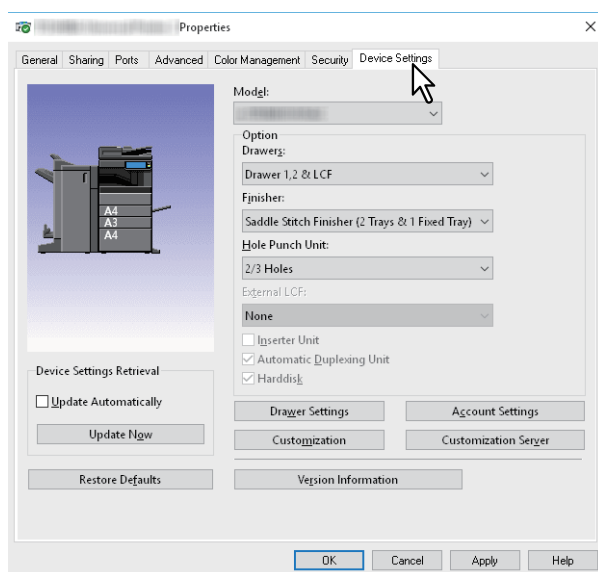 Properties
General Sharing Ports Advanced Color Management Security Device Settings
Model:
Option
Drawers:
Drawer 1,2 & LCF
Finisher:
Saddle Stitch Finisher (2 Trays & 1 Fixed Tray)
Hole Punch Unit:
2/3 Holes
External LCF:
None
Inserter Unit
Automatic Duplexing Unit
Harddisk
A4
A3
A4
Device Settings Retrieval
Update Automatically
Update Now
Drawer Settings Account Settings
Customization Customization Server
Restore Defaults Version Information
OK Cancel Apply Help